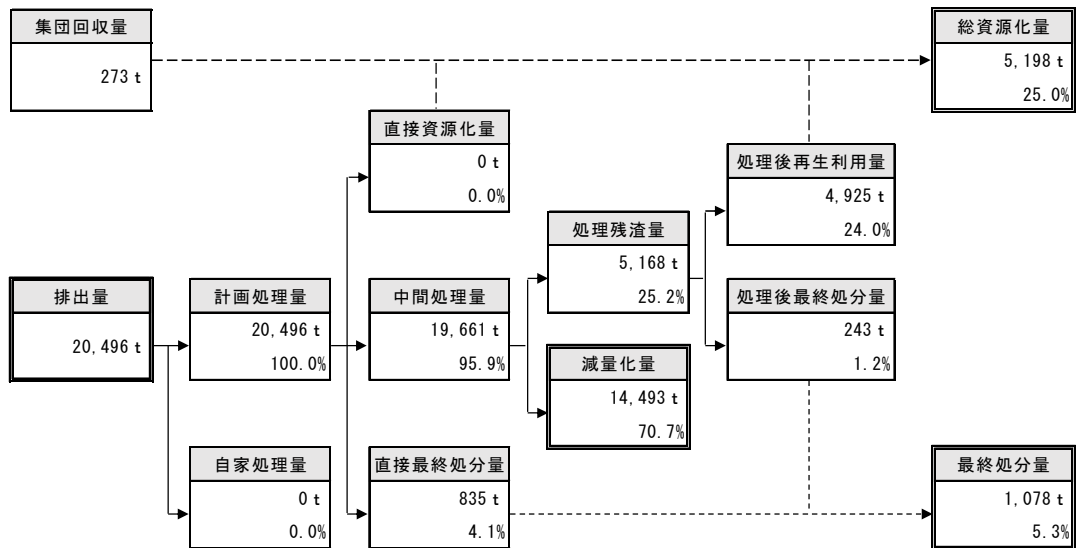 集団回収量
273 t
総資源化量
5,198 t
25.0%
直接資源化量
0 t
0.0%
処理後再生利用量
4,925 t
24.0%
処理残渣量
5,168 t
25.2%
排出量
20,496 t
計画処理量
20,496 t
100.0%
中間処理量
19,661 t
95.9%
処理後最終処分量
243 t
1.2%
減量化量
14,493 t
70.7%
自家処理量
0 t
0.0%
直接最終処分量
835 t
4.1%
最終処分量
1,078 t
5.3%